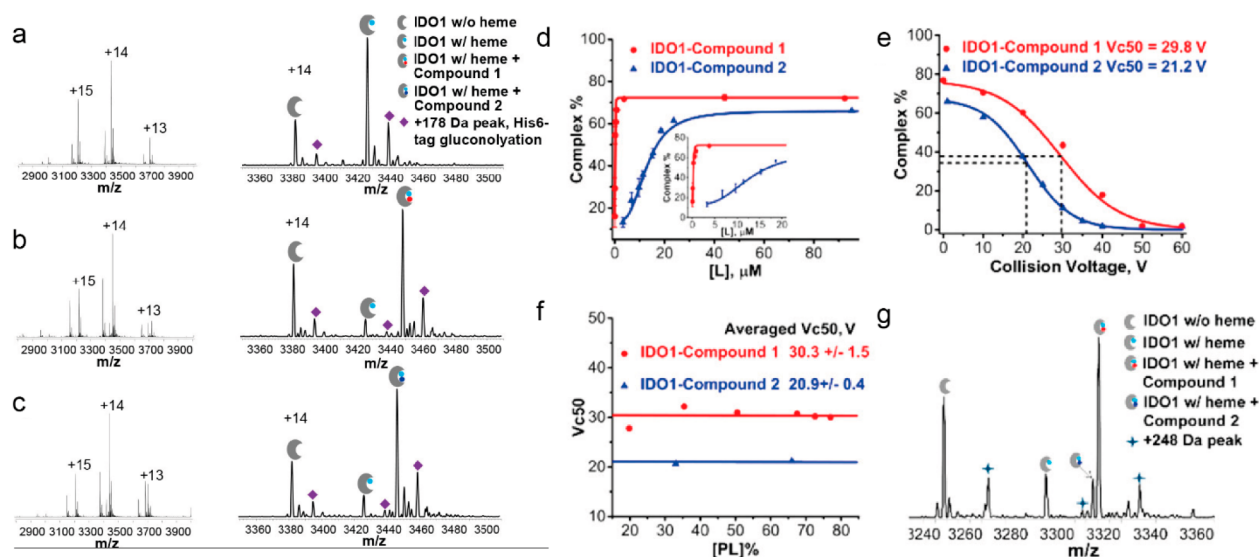 a
+14
+15
+13
2900 3100 3300 3500 3700 3900
m/z
+14
3360 3380 3400 3420 3440 3460 3480 3500
m/z
IDO1 w/o heme
IDO1 w/ heme
IDO1 w/ heme +
Compound 1
IDO1 w/ heme +
Compound 2
+178 Da peak, His6-
tag gluconolyation
b
+14
+15
+13
2900 3100 3300 3500 3700 3900
m/z
+14
3360 3380 3400 3420 3440 3460 3480 3500
m/z
c
+14
+15
+13
2900 3100 3300 3500 3700 3900
m/z
+14
3360 3380 3400 3420 3440 3460 3480 3500
m/z
d
IDO1-Compound 1
IDO1-Compound 2
Complex %
100
80
60
40
20
0 20 40 60 80
[L], μM
Complex %
80
60
40
20
0
0 5 10 15 20
[L], μM
e
IDO1-Compound 1 Vc50 = 29.8 V
IDO1-Compound 2 Vc50 = 21.2 V
Complex %
100
80
60
40
20
0
0 10 20 30 40 50 60
Collision Voltage, V
f
Averaged Vc50, V
IDO1-Compound 1 30.3 +/- 1.5
IDO1-Compound 2 20.9+/- 0.4
Vc50
50
40
30
20
10
20 30 40 50 60 70 80
[PL]%
g
IDO1 w/o heme
IDO1 w/ heme
IDO1 w/ heme +
Compound 1
IDO1 w/ heme +
Compound 2
+248 Da peak
3240 3260 3280 3300 3320 3340 3360
m/z